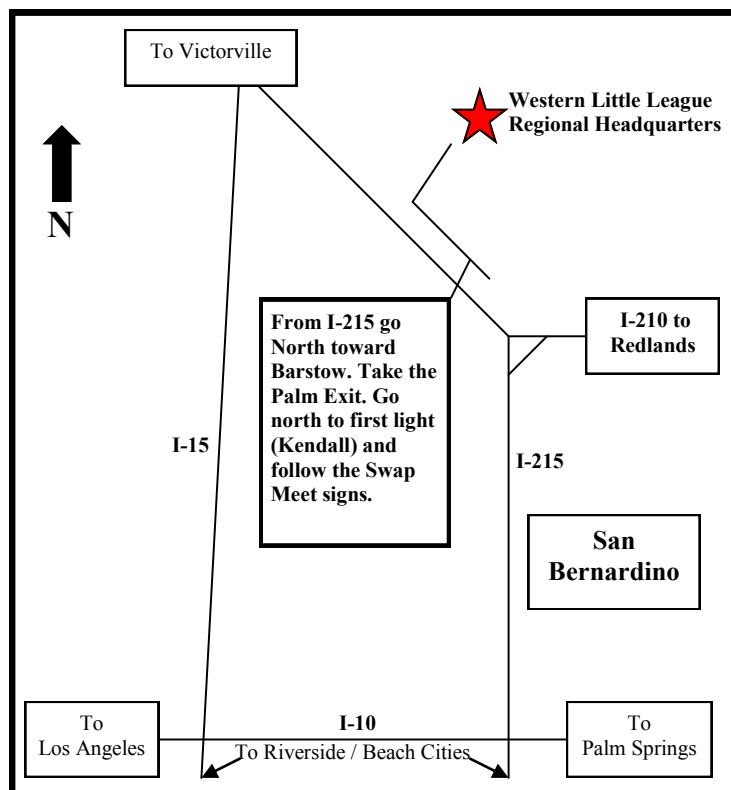 To Victorville
Western Little League
Regional Headquarters
N
From I-215 go
North toward
Barstow. Take the
Palm Exit. Go
north to first light
(Kendall) and
follow the Swap
Meet signs.
I-210 to
Redlands
I-15
I-215
San
Bernardino
To
Los Angeles
I-10
To Riverside / Beach Cities
To
Palm Springs